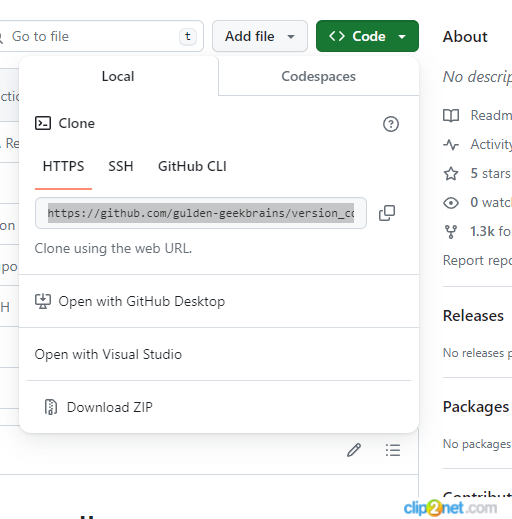 Go to file
t
Add file
Code
About
Local
Codespaces
No descrip
Clone
HTTPS
SSH
GitHub CLI
https://github.com/gulden-geekbrains/version_co
Clone using the web URL.
Open with GitHub Desktop
Open with Visual Studio
Download ZIP
Readm
Activity
5 stars
0 watch
1.3k fo
Report repo
Releases
No releases p
Packages
No packages
Contribut
clip2net.com
ctio
. Re
on
upo
H